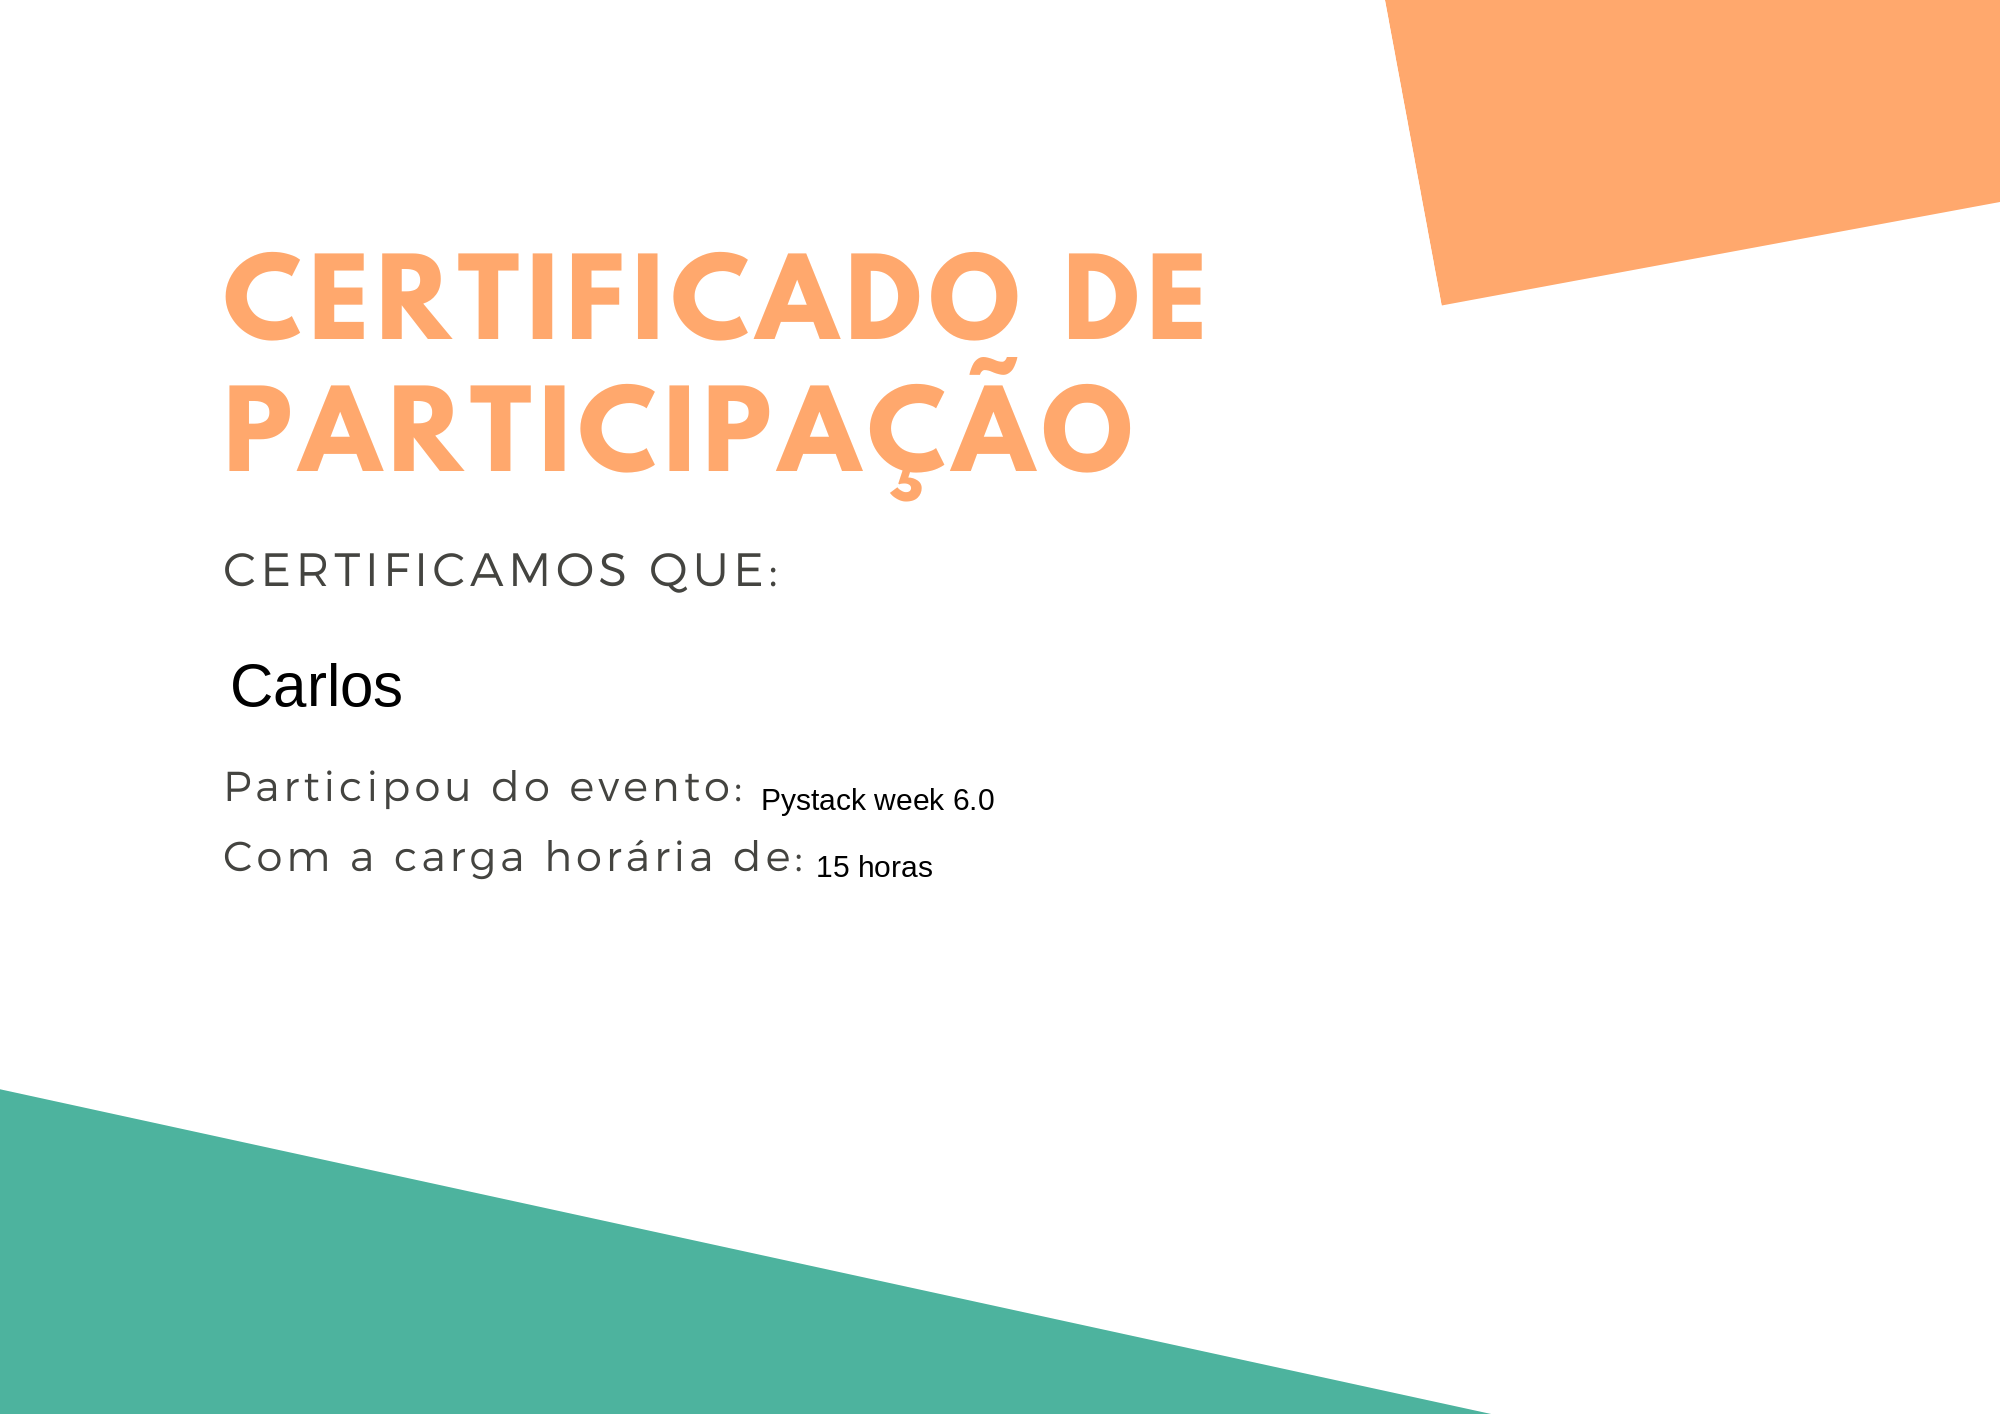 CERTIFICADO DE
PARTICIPAÇÃO
CERTIFICAMOS QUE:
Carlos
Participou do evento: Pystack week 6.0
Com a carga horária de: 15 horas